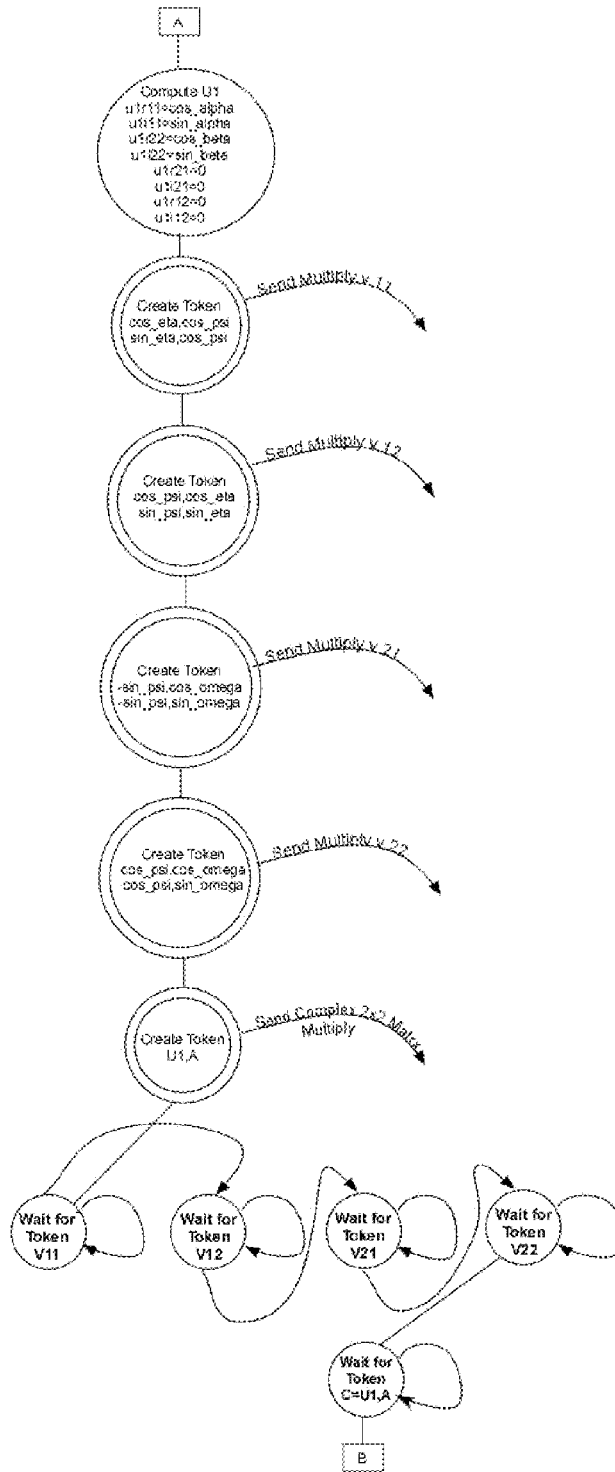 A
Compute U1
u1r11=cos_alpha
u1i11=sin_alpha
u1r22=cos_beta
u1i22=sin_beta
u1r21=0
u1i21=0
u1r12=0
u1i12=0
Send Multiply v 11
Create Token
cos_eta,cos_psi
sin_eta,cos_psi
Send Multiply v 12
Create Token
cos_psi,cos_eta
sin_psi,sin_eta
Send Multiply v 21
Create Token
-sin_psi,cos_omega
-sin_psi,sin_omega
Send Multiply v 22
Create Token
cos_psi,cos_omega
cos_psi,sin_omega
Send Complex 2x2 Matrix
Multiply
Create Token
U1,A
Wait for
Token
V11
Wait for
Token
V12
Wait for
Token
V21
Wait for
Token
V22
Wait for
Token
C=U1,A
B